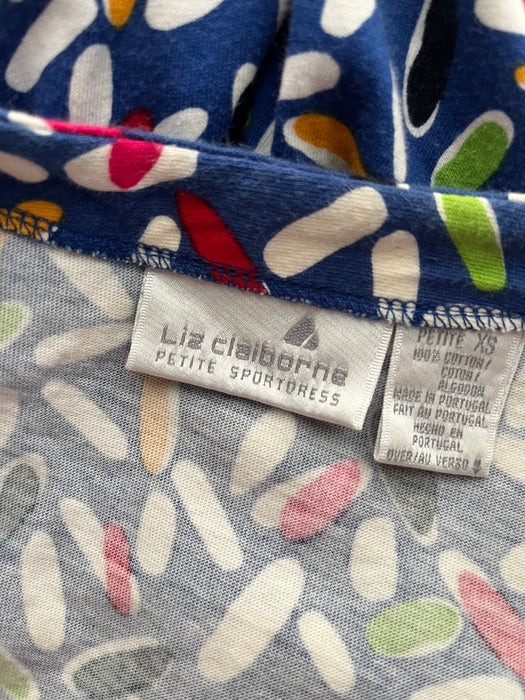 Liz claiborne
PETITE SPORTDRESS
PETITE XS
100% COTTON/
COTON/
ALGODON
MADE IN PORTUGAL
FAIT AU PORTUGAL
HECHO EN
PORTUGAL
OVER/AU VERSO